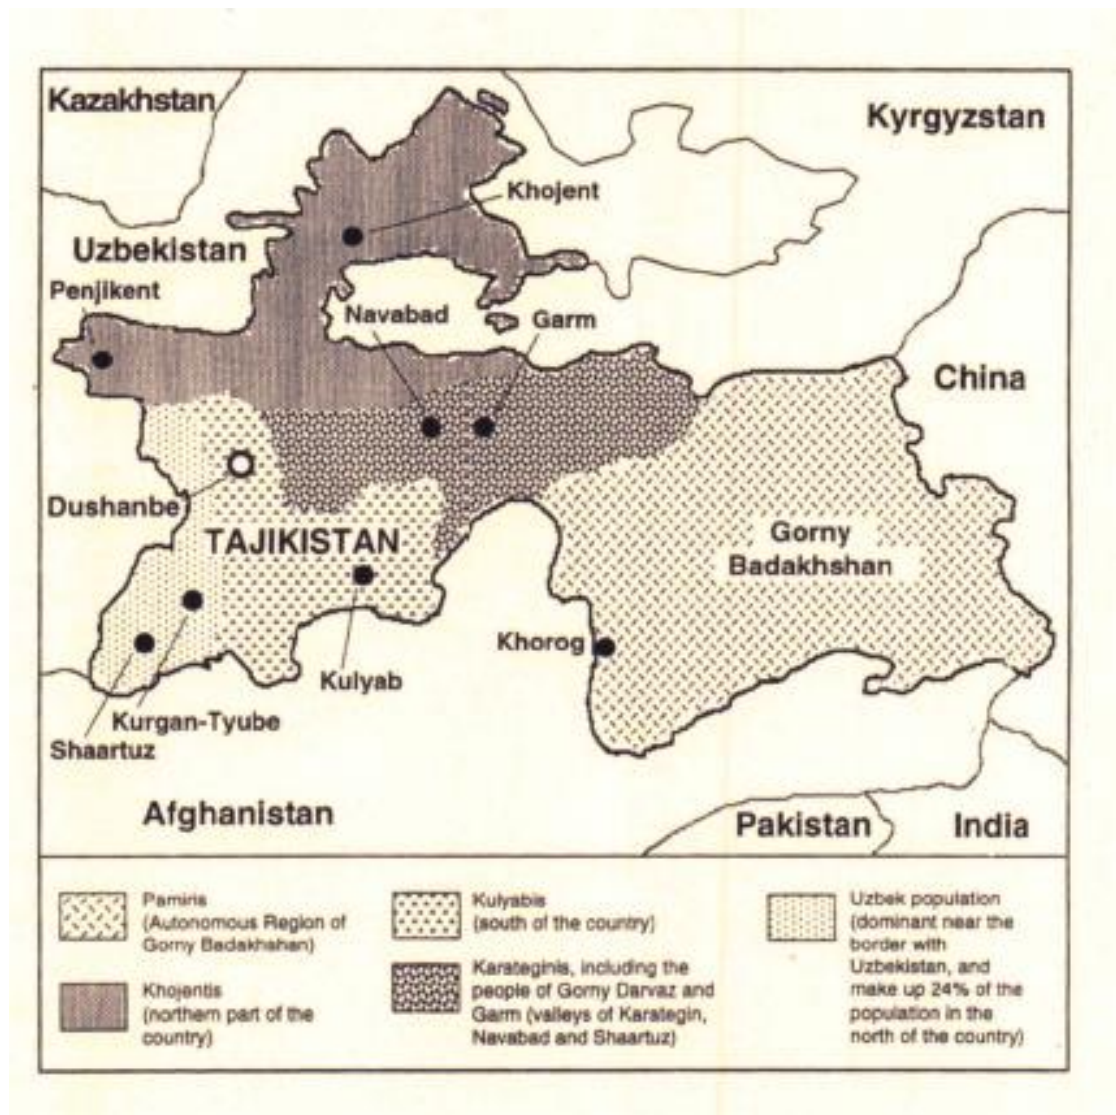 Kazakhstan
Kyrgyzstan
Khojent
Uzbekistan
Penjikent
Navabad
Garm
China
Dushanbe
TAJIKISTAN
Gorny
Badakhshan
Khorog
Kulyab
Kurgan-Tyube
Shaartuz
Afghanistan
Pakistan
India
Pamiris
(Autonomous Region of
Gorny Badakhshan)
Khojentis
(northern part of the
country)
Kulyabis
(south of the country)
Karateginis, including the
people of Gorny Darvaz and
Garm (valleys of Karategin,
Navabad and Shaartuz)
Uzbek population
(dominant near the
border with
Uzbekistan, and
make up 24% of the
population in the
north of the country)